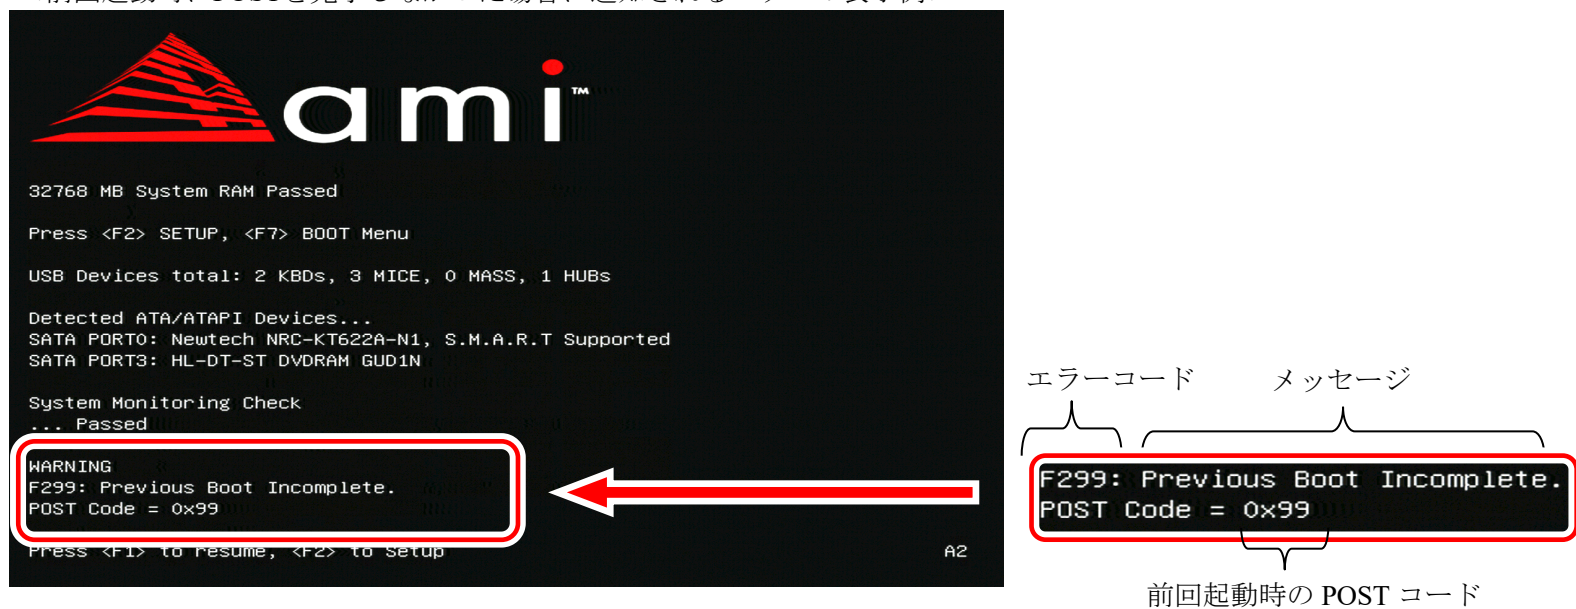 ami™
32768 MB System RAM Passed
Press <F2> SETUP, <F7> BOOT Menu
USB Devices total: 2 KBDs, 3 MICE, 0 MASS, 1 HUBs
Detected ATA/ATAPI Devices...
SATA PORT0: Newtech NRC-KT622A-N1, S.M.A.R.T Supported
SATA PORT3: HL-DT-ST DVDRAM GUD1N
System Monitoring Check
... Passed
WARNING
F299: Previous Boot Incomplete.
POST Code = 0x99
Press <F1> to resume, <F2> to Setup
A2
エラーコード メッセージ
F299: Previous Boot Incomplete.
POST Code = 0x99
前回起動時の POST コード